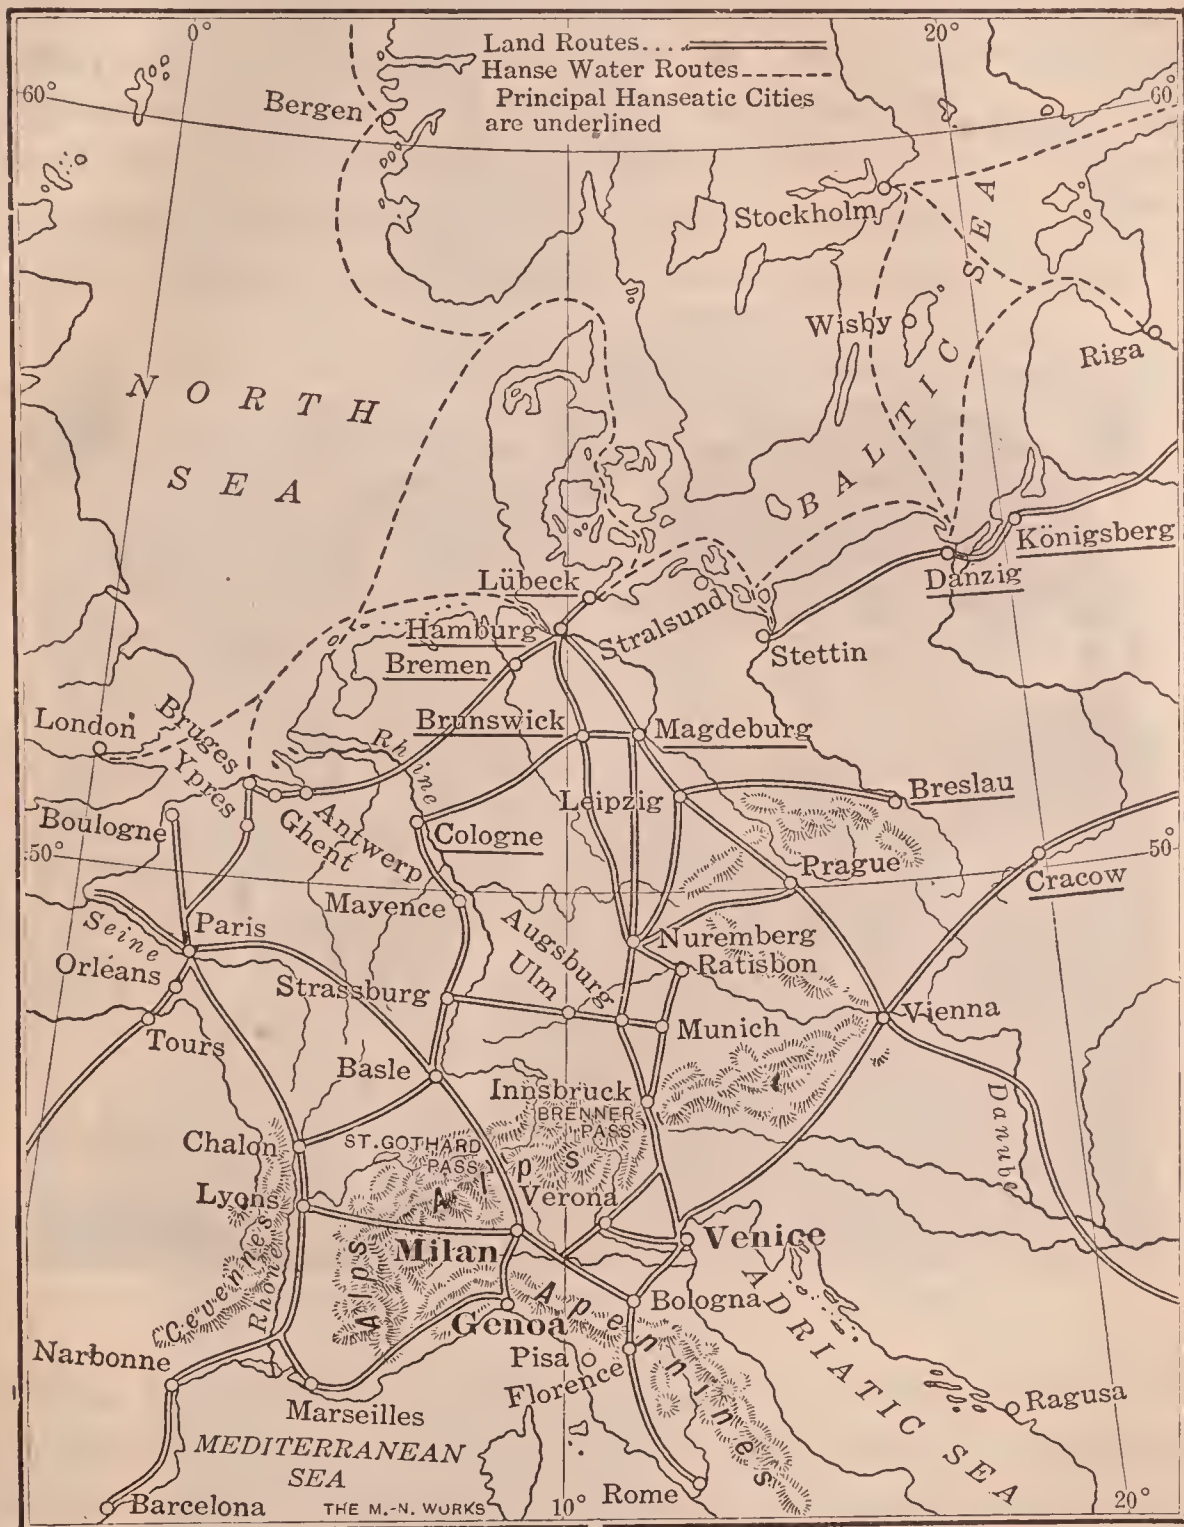 0°
20°
Land Routes....
Hanse Water Routes
Principal Hanseatic Cities
are underlined
60°
60°
Bergen
Stockholm
Wisby
Riga
NORTH
SEA
BALTIC SEA
Königsberg
Danzig
Lübeck
Stralsund
Hamburg
Stettin
Bremen
London
Bruges
Rhine
Brunswick
Magdeburg
Ypres
Leipzig
Breslau
Boulogne
Ghent
Antwerp
Cologne
50°
50°
Prague
Cracow
Mayence
Seine
Paris
Augsburg
Nuremberg
Orléans
Ulm
Ratisbon
Strassburg
Vienna
Munich
Tours
Basle
Innsbruck
BRENNER
PASS
Danube
Chalon
ST. GOTHARD
PASS
Alps
Lyons
Verona
Milan
Venice
Cevennes
Rhône
Alps
Apennines
Bologna
Genoa
ADRIATIC SEA
Narbonne
Pisa
Florence
Ragusa
Marseilles
MEDITERRANEAN
SEA
Barcelona
THE M.-N. WORKS
10°
Rome
20°